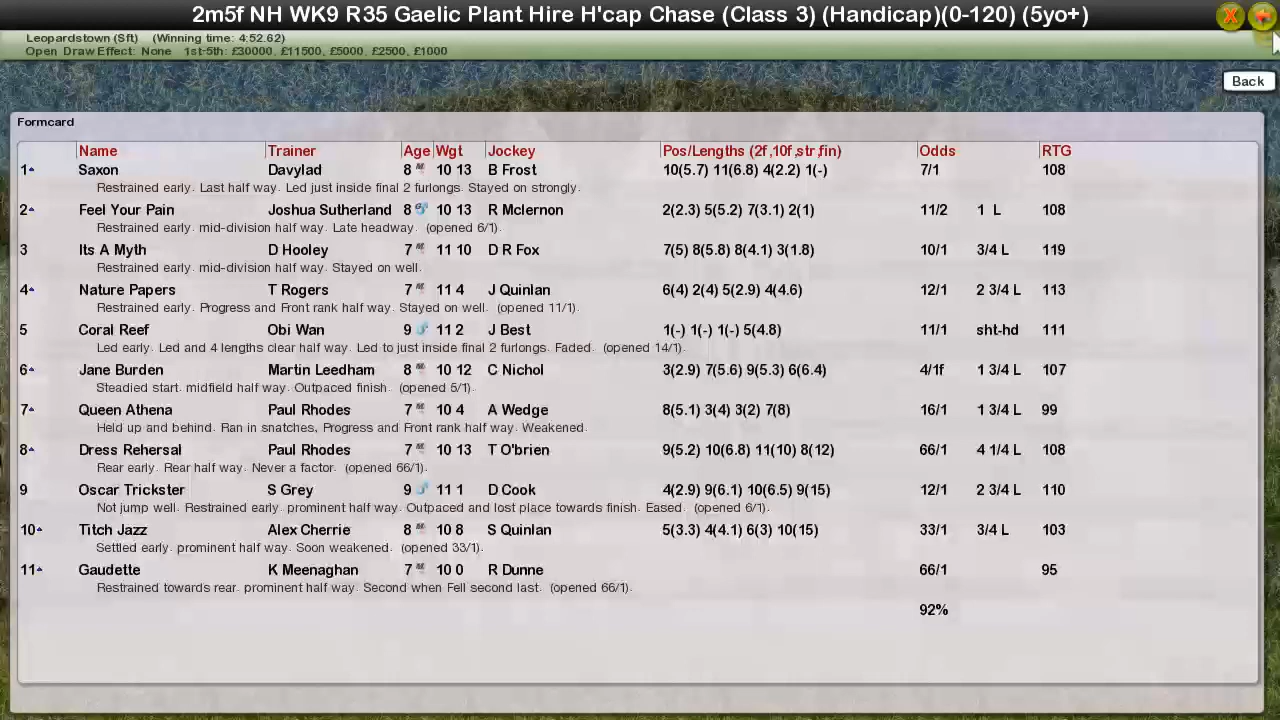 2m5f NH WK9 R35 Gaelic Plant Hire H'cap Chase (Class 3) (Handicap)(0-120) (5yo+)
X
Leopardstown (Sft) (Winning time: 4:52.62)
Open Draw Effect: None 1st-5th: £30000, £11500, £5000, £2500, £1000
Back
Formcard
Name Trainer Age Wgt Jockey Pos/Lengths (2f,10f,str,fin) Odds RTG
1 Saxon Davylad 8 10 13 B Frost 10(5.7) 11(6.8) 4(2.2) 1(-) 7/1 108
Restrained early. Last half way. Led just inside final 2 furlongs. Stayed on strongly.
2 Feel Your Pain Joshua Sutherland 8 10 13 R Mclernon 2(2.3) 5(5.2) 7(3.1) 2(1) 11/2 1 L 108
Restrained early. mid-division half way. Late headway. (opened 6/1).
3 Its A Myth D Hooley 7 11 10 D R Fox 7(5) 8(5.8) 8(4.1) 3(1.8) 10/1 3/4 L 119
Restrained early. mid-division half way. Stayed on well.
4 Nature Papers T Rogers 7 11 4 J Quinlan 6(4) 2(4) 5(2.9) 4(4.6) 12/1 2 3/4 L 113
Restrained early. Progress and Front rank half way. Stayed on well. (opened 11/1).
5 Coral Reef Obi Wan 9 11 2 J Best 1(-) 1(-) 1(-) 5(4.8) 11/1 sht-hd 111
Led early. Led and 4 lengths clear half way. Led to just inside final 2 furlongs. Faded. (opened 14/1).
6 Jane Burden Martin Leedham 8 10 12 C Nichol 3(2.9) 7(5.6) 9(5.3) 6(6.4) 4/1f 1 3/4 L 107
Steadied start. midfield half way. Outpaced finish. (opened 5/1).
7 Queen Athena Paul Rhodes 7 10 4 A Wedge 8(5.1) 3(4) 3(2) 7(8) 16/1 1 3/4 L 99
Held up and behind. Ran in snatches, Progress and Front rank half way. Weakened.
8 Dress Rehersal Paul Rhodes 7 10 13 T O'brien 9(5.2) 10(6.8) 11(10) 8(12) 66/1 4 1/4 L 108
Rear early. Rear half way. Never a factor. (opened 66/1).
9 Oscar Trickster S Grey 9 11 1 D Cook 4(2.9) 9(6.1) 10(6.5) 9(15) 12/1 2 3/4 L 110
Not jump well. Restrained early. prominent half way. Outpaced and lost place towards finish. Eased. (opened 6/1).
10 Titch Jazz Alex Cherrie 8 10 8 S Quinlan 5(3.3) 4(4.1) 6(3) 10(15) 33/1 3/4 L 103
Settled early. prominent half way. Soon weakened. (opened 33/1).
11 Gaudette K Meenaghan 7 10 0 R Dunne 66/1 95
Restrained towards rear. prominent half way. Second when Fell second last. (opened 66/1).
92%